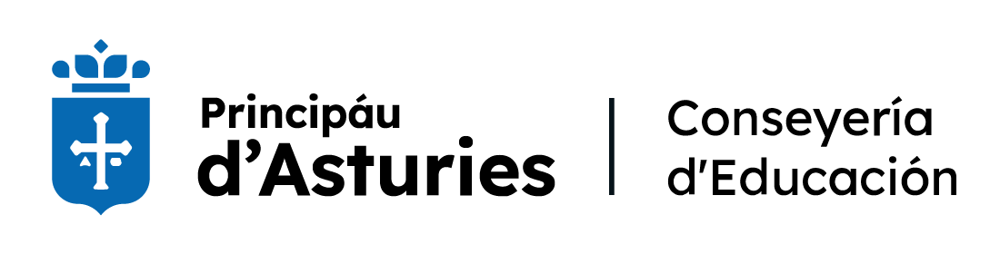 Principáu
d’Asturies
Conseyería
d'Educación